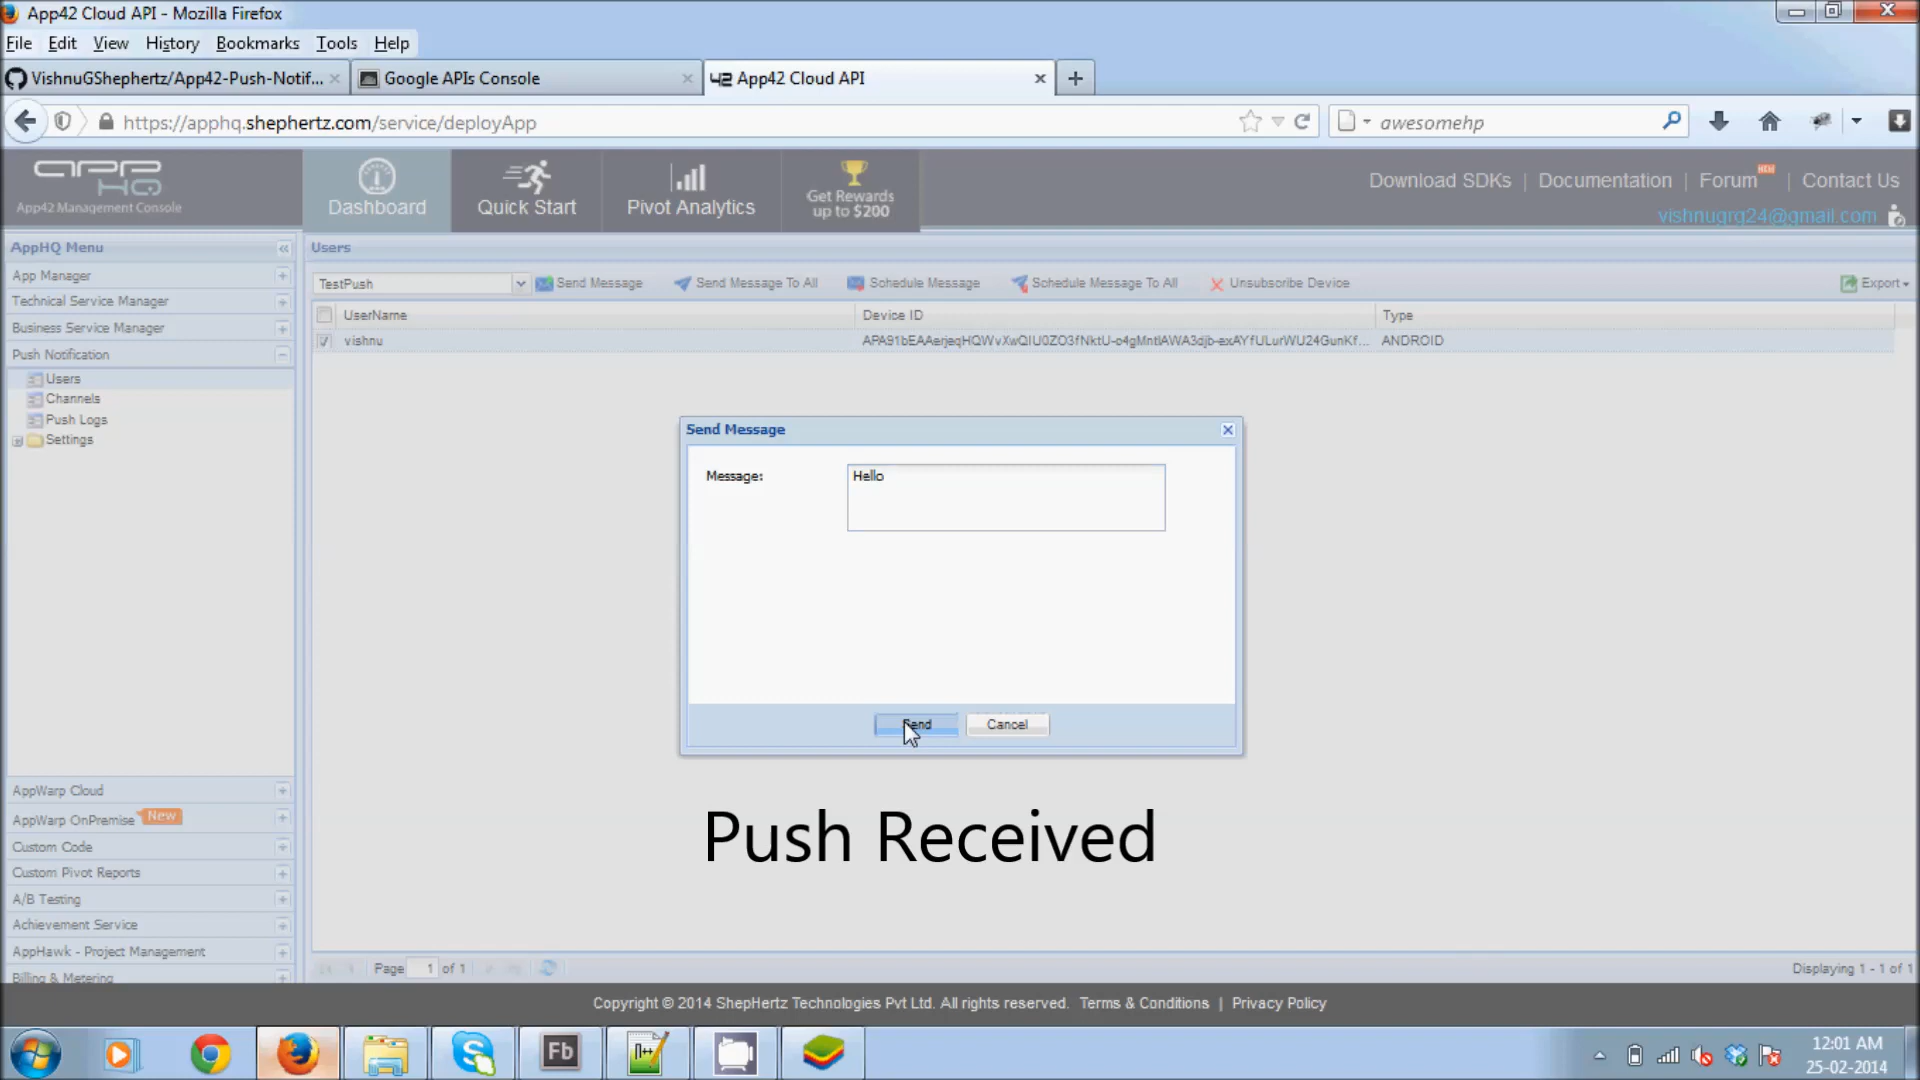 App42 Cloud API - Mozilla Firefox
File Edit View History Bookmarks Tools Help
VishnuGShephertz/App42-Push-Notif...
Google APIs Console
App42 Cloud API
https://apphq.shephertz.com/service/deployApp
awesomehp
APP HQ
App42 Management Console
Dashboard
Quick Start
Pivot Analytics
Get Rewards
up to $200
Download SDKs | Documentation | Forum | Contact Us
vishnugrg24@gmail.com
AppHQ Menu
App Manager
Technical Service Manager
Business Service Manager
Push Notification
Users
Channels
Push Logs
Settings
AppWarp Cloud
AppWarp OnPremise New
Custom Code
Custom Pivot Reports
A/B Testing
Achievement Service
AppHawk - Project Management
Billing & Metering
Users
TestPush Send Message Send Message To All Schedule Message Schedule Message To All Unsubscribe Device Export
UserName Device ID Type
vishnu ANDROID
Send Message
Message: Hello
Send Cancel
Push Received
Page 1 of 1
Displaying 1 - 1 of 1
Copyright © 2014 ShepHertz Technologies Pvt Ltd. All rights reserved. Terms & Conditions | Privacy Policy
Fb
12:01 AM
25-02-2014